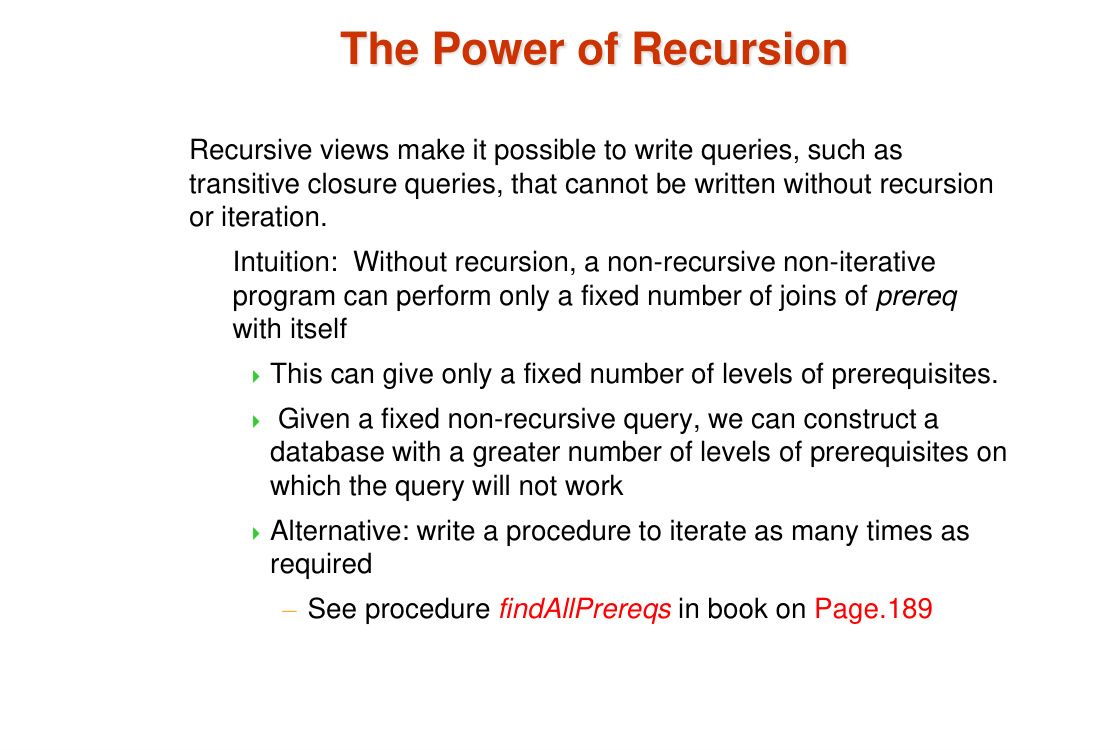 The Power of Recursion
Recursive views make it possible to write queries, such as
transitive closure queries, that cannot be written without recursion
or iteration.
Intuition:  Without recursion, a non-recursive non-iterative
program can perform only a fixed number of joins of prereq
with itself
This can give only a fixed number of levels of prerequisites.
Given a fixed non-recursive query, we can construct a
database with a greater number of levels of prerequisites on
which the query will not work
Alternative: write a procedure to iterate as many times as
required
– See procedure findAllPrereqs in book on Page.189